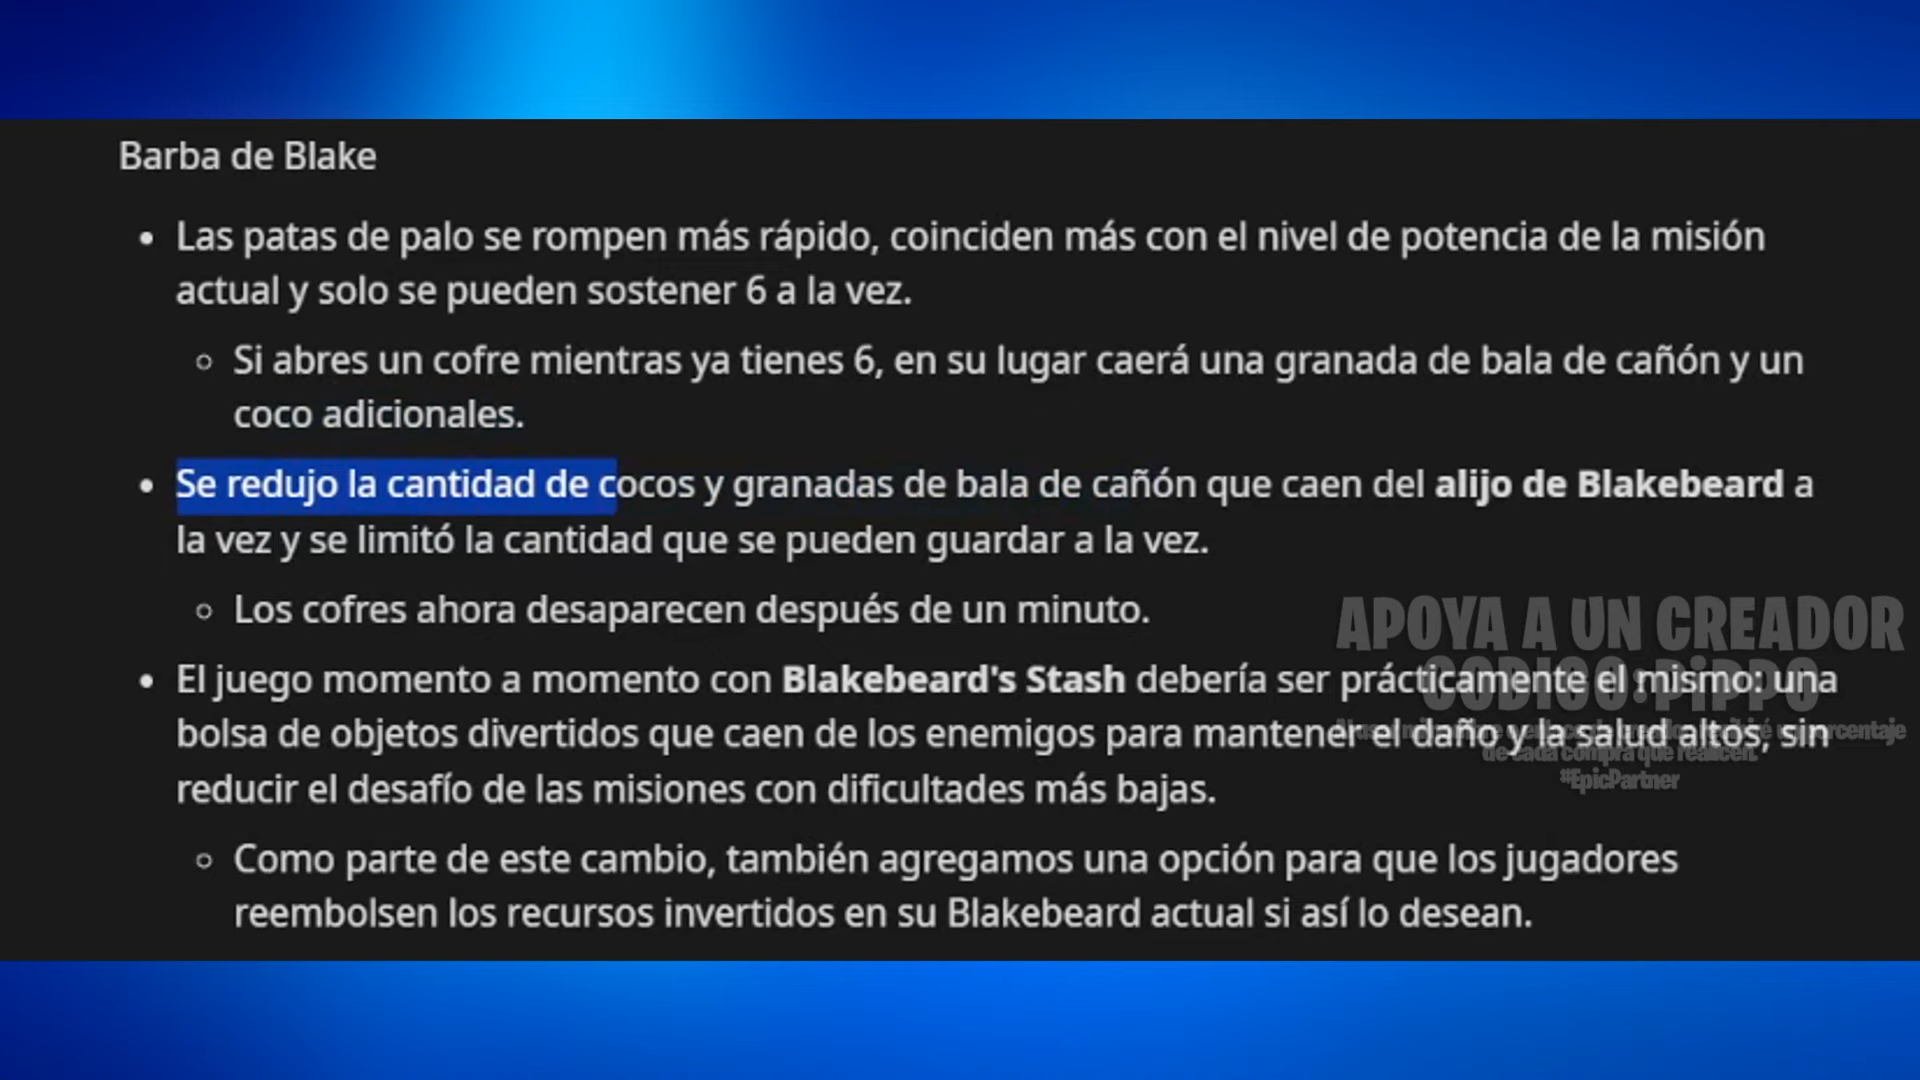 Barba de Blake
• Las patas de palo se rompen más rápido, coinciden más con el nivel de potencia de la misión
actual y solo se pueden sostener 6 a la vez.
○ Si abres un cofre mientras ya tienes 6, en su lugar caerá una granada de bala de cañón y un
coco adicionales.
• Se redujo la cantidad de cocos y granadas de bala de cañón que caen del alijo de Blakebeard a
la vez y se limitó la cantidad que se pueden guardar a la vez.
○ Los cofres ahora desaparecen después de un minuto.
• El juego momento a momento con Blakebeard's Stash debería ser prácticamente el mismo: una
bolsa de objetos divertidos que caen de los enemigos para mantener el daño y la salud altos, sin
reducir el desafío de las misiones con dificultades más bajas.
○ Como parte de este cambio, también agregamos una opción para que los jugadores
reembolsen los recursos invertidos en su Blakebeard actual si así lo desean.
APOYA A UN CREADOR
CODIGO:PiPPO
de cada compra que realicen.
#EpicPartner